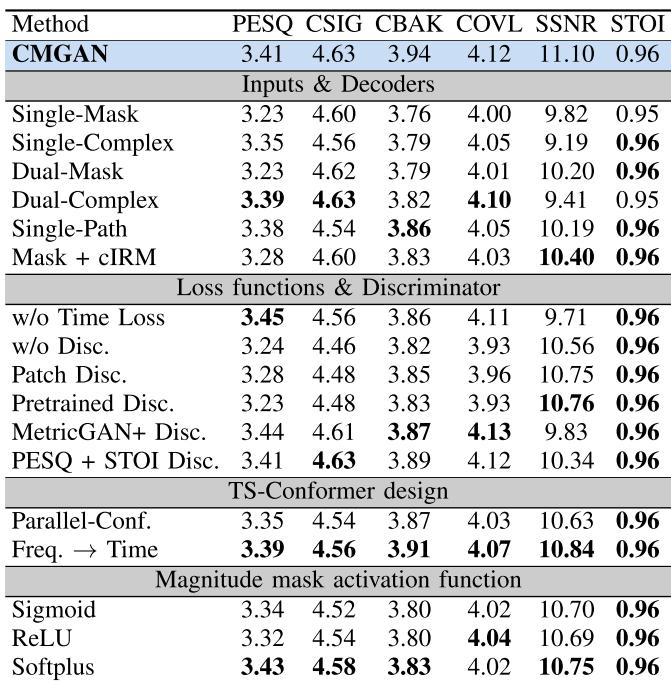 Method PESQ CSIG CBAK COVL SSNR STOI
CMGAN 3.41 4.63 3.94 4.12 11.10 0.96
Inputs & Decoders
Single-Mask 3.23 4.60 3.76 4.00 9.82 0.95
Single-Complex 3.35 4.56 3.79 4.05 9.19 0.96
Dual-Mask 3.23 4.62 3.79 4.01 10.20 0.96
Dual-Complex 3.39 4.63 3.82 4.10 9.41 0.95
Single-Path 3.38 4.54 3.86 4.05 10.19 0.96
Mask + cIRM 3.28 4.60 3.83 4.03 10.40 0.96
Loss functions & Discriminator
w/o Time Loss 3.45 4.56 3.86 4.11 9.71 0.96
w/o Disc. 3.24 4.46 3.82 3.93 10.56 0.96
Patch Disc. 3.28 4.48 3.85 3.96 10.75 0.96
Pretrained Disc. 3.23 4.48 3.83 3.93 10.76 0.96
MetricGAN+ Disc. 3.44 4.61 3.87 4.13 9.83 0.96
PESQ + STOI Disc. 3.41 4.63 3.89 4.12 10.34 0.96
TS-Conformer design
Parallel-Conf. 3.35 4.54 3.87 4.03 10.63 0.96
Freq. → Time 3.39 4.56 3.91 4.07 10.84 0.96
Magnitude mask activation function
Sigmoid 3.34 4.52 3.80 4.02 10.70 0.96
ReLU 3.32 4.54 3.80 4.04 10.69 0.96
Softplus 3.43 4.58 3.83 4.02 10.75 0.96